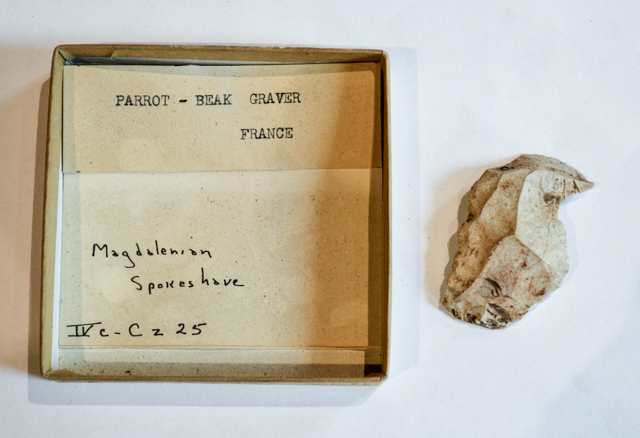 PARROT - BEAK GRAVER
FRANCE
Magdalenian
Spokeshave
IVc-Cz 25